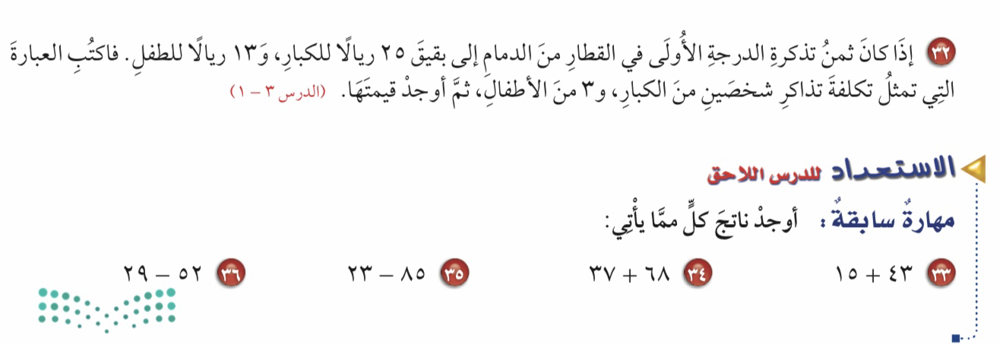 ٣٢ إِذَا كانَ ثمنُ تذكرةِ الدرجةِ الأُولَى في القطارِ منَ الدمامِ إلى بقيقَ ٢٥ ريالًا للكبارِ، وَ١٣ ريالًا للطفلِ. فاكتُبِ العبارةَ
التِي تمثلُ تكلفةَ تذاكرِ شخصَينِ منَ الكبارِ، و٣ منَ الأطفالِ، ثمَّ أوجدْ قيمتَهَا. (الدرس ٣ – ١)
الاستعداد للدرس اللاحق
مهارةٌ سابقةٌ: أوجدْ ناتجَ كلٍّ ممَّا يأْتِي:
٣٣ ٤٣ + ١٥ ٣٤ ٦٨ + ٣٧ ٣٥ ٨٥ – ٢٣ ٣٦ ٥٢ – ٢٩